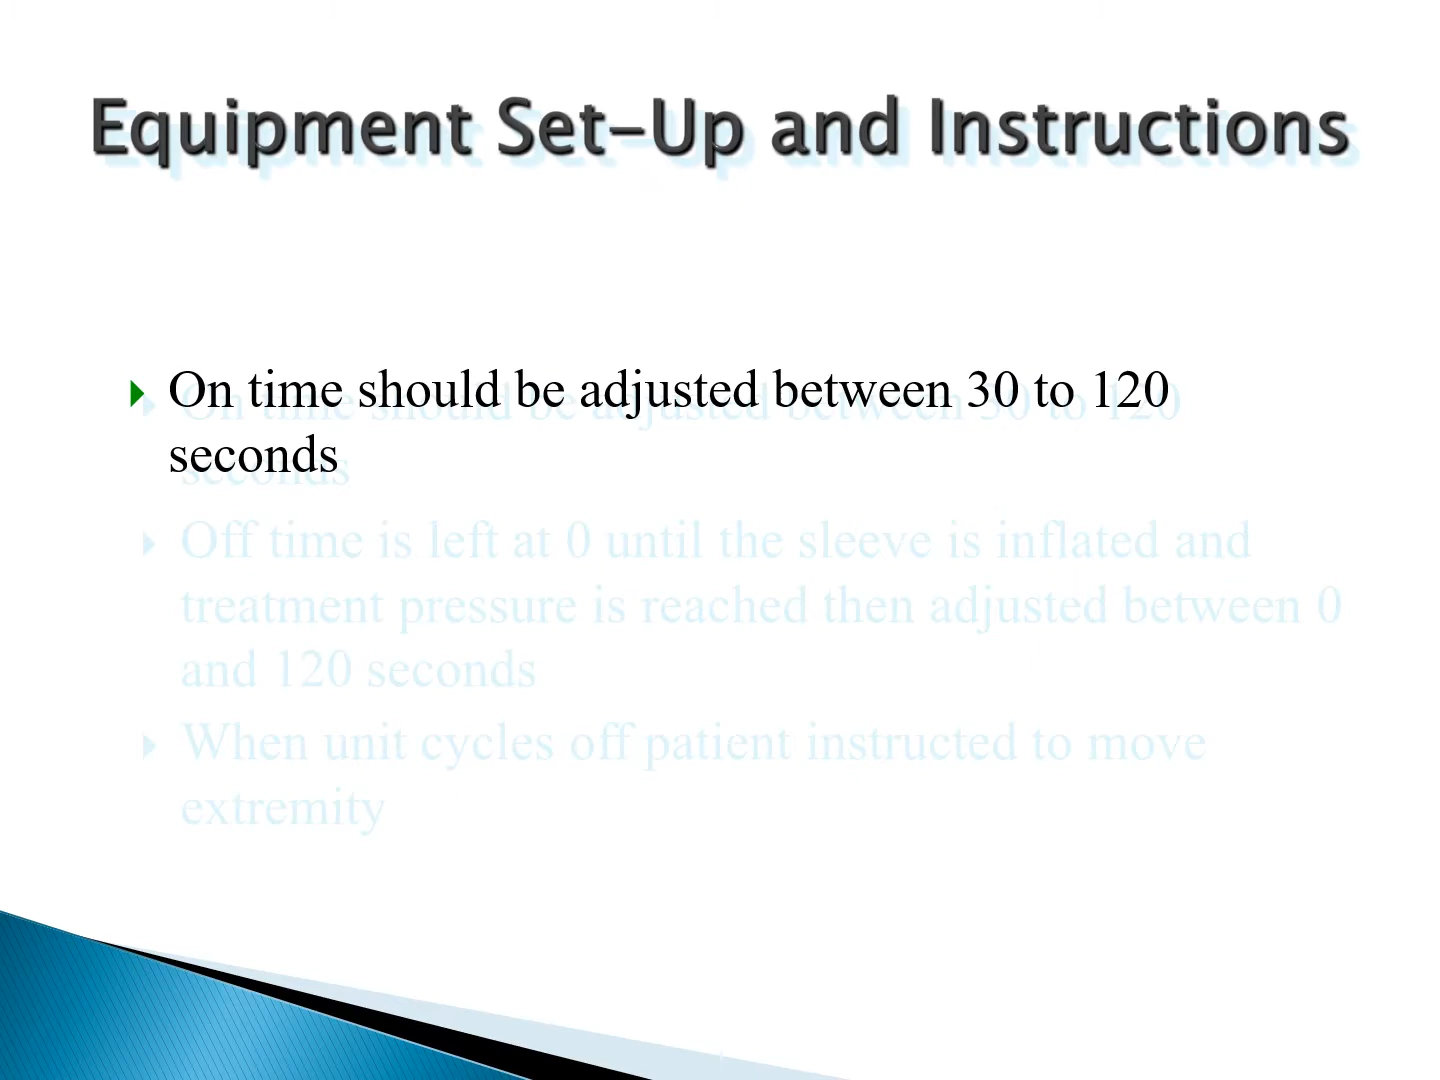 Equipment Set-Up and Instructions
On time should be adjusted between 30 to 120
seconds
Off time is left at 0 until the sleeve is inflated and
treatment pressure is reached then adjusted between 0
and 120 seconds
When unit cycles off patient instructed to move
extremity